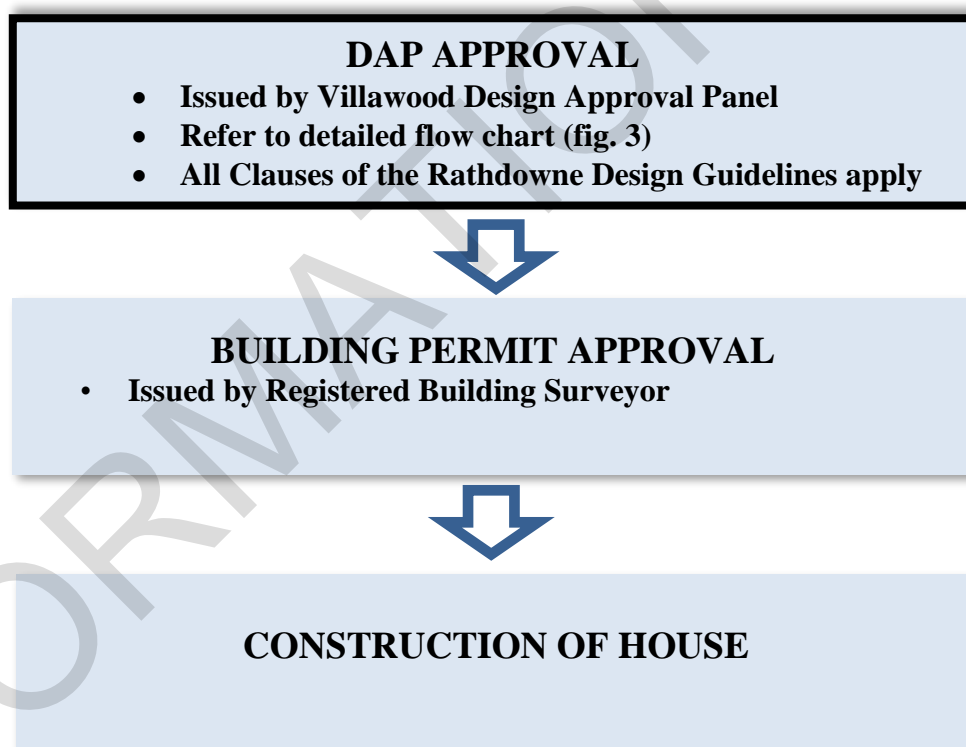 DAP APPROVAL
• Issued by Villawood Design Approval Panel
• Refer to detailed flow chart (fig. 3)
• All Clauses of the Rathdowne Design Guidelines apply
BUILDING PERMIT APPROVAL
• Issued by Registered Building Surveyor
CONSTRUCTION OF HOUSE